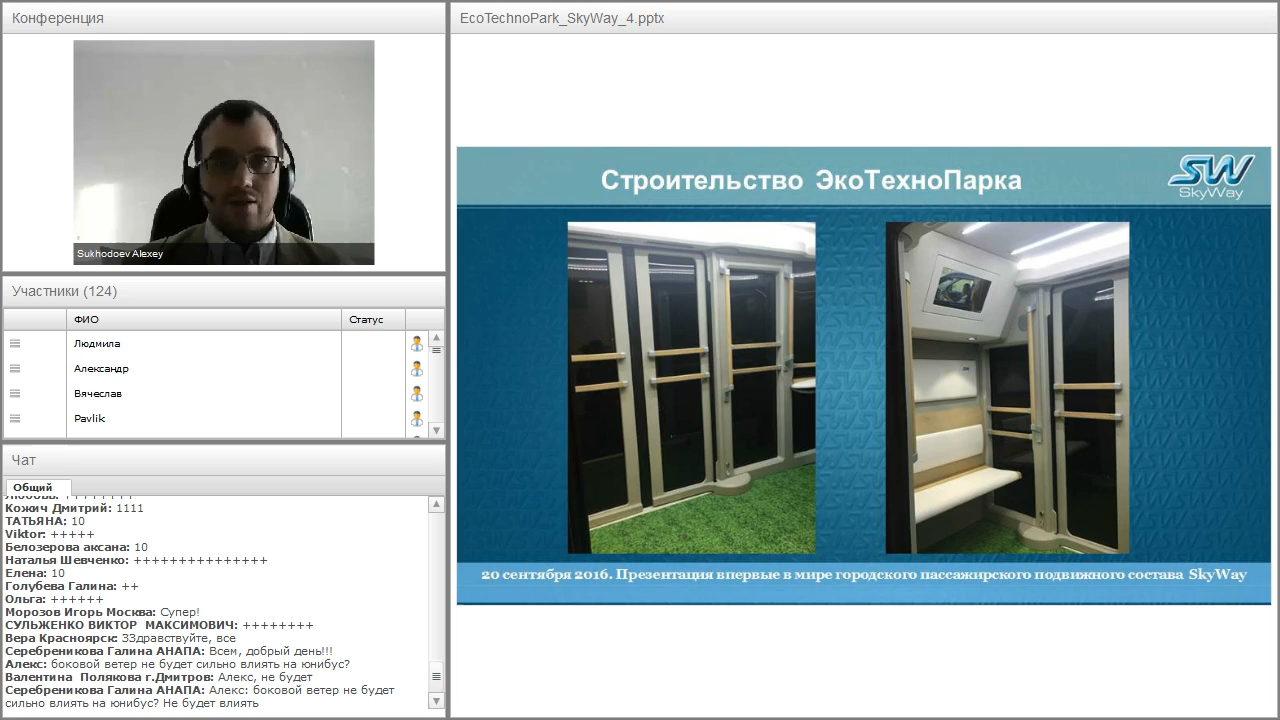 Конференция
Sukhodoev Alexey
Участники (124)
ФИО
Статус
Людмила
Александр
Вячеслав
Pavlik
Чат
Общий
Любовь: ++++++++
Кожич Дмитрий: 1111
ТАТЬЯНА: 10
Viktor: +++++
Белозерова аксана: 10
Наталья Шевченко: +++++++++++++++
Елена: 10
Голубева Галина: ++
Ольга: ++++++
Морозов Игорь Москва: Супер!
СУЛЬЖЕНКО ВИКТОР МАКСИМОВИЧ: ++++++++
Вера Красноярск: ЗЗдравствуйте, все
Серебреникова Галина АНАПА: Всем, добрый день!!!
Алекс: боковой ветер не будет сильно влиять на юнибус?
Валентина Полякова г.Дмитров: Алекс, не будет
Серебреникова Галина АНАПА: Алекс: боковой ветер не будет
сильно влиять на юнибус? Не будет влиять
EcoTechnoPark_SkyWay_4.pptx
Строительство ЭкоТехноПарка
SW
SkyWay
20 сентября 2016. Презентация впервые в мире городского пассажирского подвижного состава SkyWay